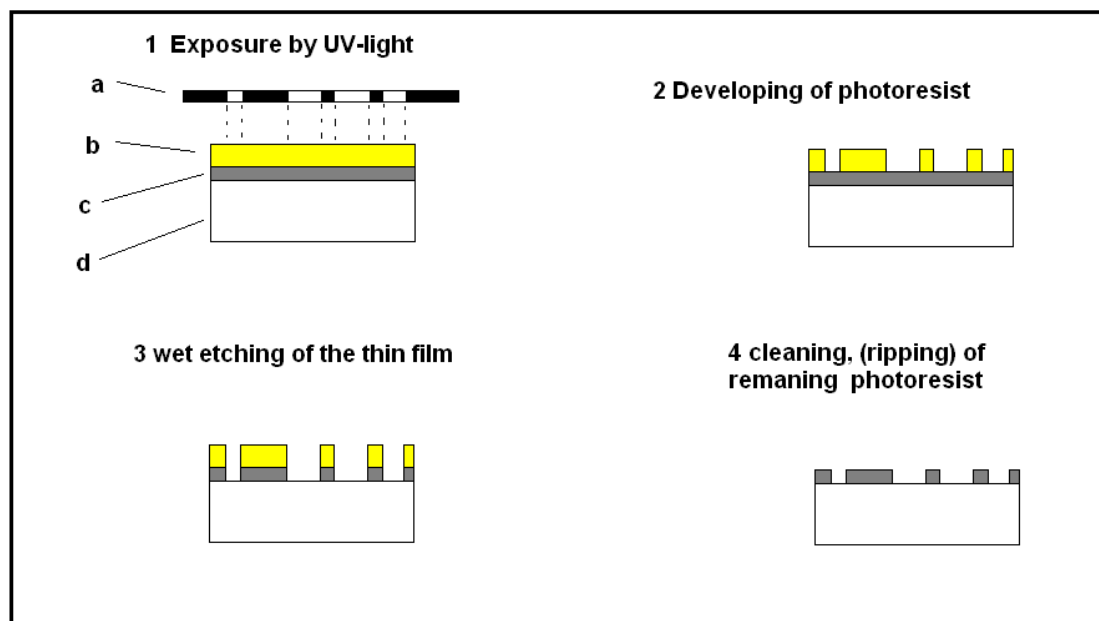 1 Exposure by UV-light
a
b
c
d
2 Developing of photoresist
3 wet etching of the thin film
4 cleaning, (ripping) of
remaning photoresist